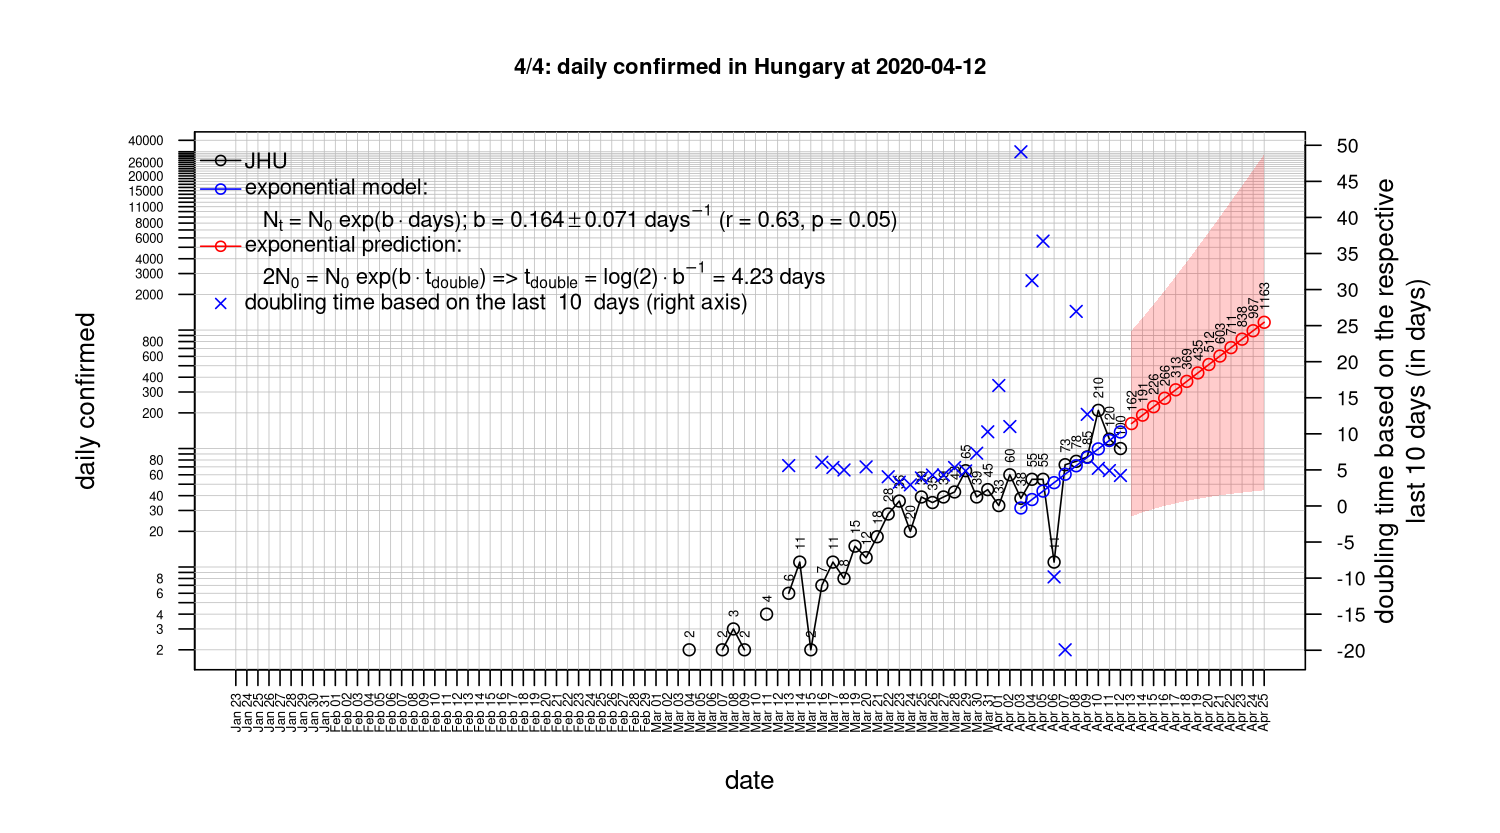 4/4: daily confirmed in Hungary at 2020-04-12
JHU
exponential model:
Nt = N0 exp(b · days); b = 0.164 ± 0.071 days−1 (r = 0.63, p = 0.05)
exponential prediction:
2N0 = N0 exp(b · tdouble) => tdouble = log(2) · b−1 = 4.23 days
doubling time based on the last 10 days (right axis)
daily confirmed
40000
26000
20000
15000
11000
8000
6000
4000
3000
2000
800
600
400
300
200
80
60
40
30
20
8
6
4
3
2
2
2
3
2
4
6
11
2
7
11
8
15
12
18
28
20
35
65
39
45
33
60
38
55
55
73
78
85
210
120
100
162
191
226
266
313
369
435
512
603
711
838
987
1163
50
45
40
35
30
25
20
15
10
5
0
-5
-10
-15
-20
doubling time based on the respective
last 10 days (in days)
Jan 23
Jan 24
Jan 25
Jan 26
Jan 27
Jan 28
Jan 29
Jan 30
Jan 31
Feb 01
Feb 02
Feb 03
Feb 04
Feb 05
Feb 06
Feb 07
Feb 08
Feb 09
Feb 10
Feb 11
Feb 12
Feb 13
Feb 14
Feb 15
Feb 16
Feb 17
Feb 18
Feb 19
Feb 20
Feb 21
Feb 22
Feb 23
Feb 24
Feb 25
Feb 26
Feb 27
Feb 28
Feb 29
Mar 01
Mar 02
Mar 03
Mar 04
Mar 05
Mar 06
Mar 07
Mar 08
Mar 09
Mar 10
Mar 11
Mar 12
Mar 13
Mar 14
Mar 15
Mar 16
Mar 17
Mar 18
Mar 19
Mar 20
Mar 21
Mar 22
Mar 23
Mar 24
Mar 25
Mar 26
Mar 27
Mar 28
Mar 29
Mar 30
Mar 31
Apr 01
Apr 02
Apr 03
Apr 04
Apr 05
Apr 06
Apr 07
Apr 08
Apr 09
Apr 10
Apr 11
Apr 12
Apr 13
Apr 14
Apr 15
Apr 16
Apr 17
Apr 18
Apr 19
Apr 20
Apr 21
Apr 22
Apr 23
Apr 24
Apr 25
date